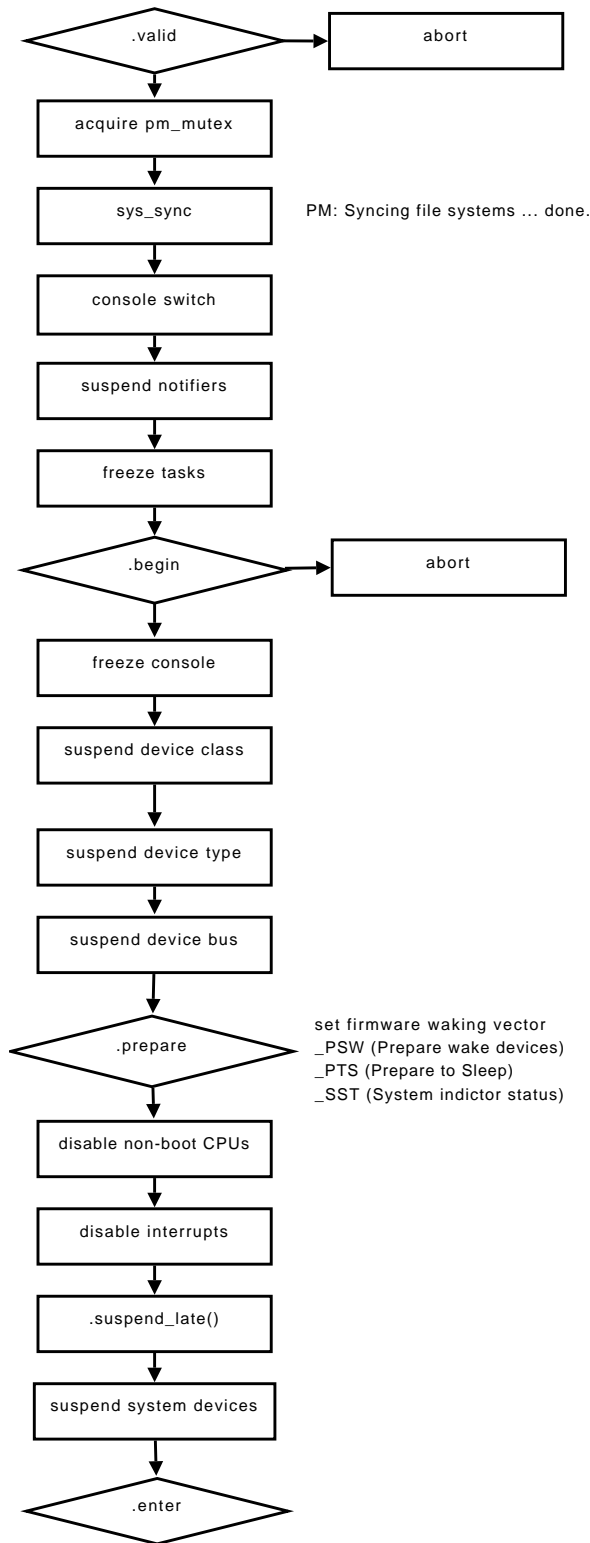 .valid
abort
acquire pm_mutex
sys_sync
PM: Syncing file systems ... done.
console switch
suspend notifiers
freeze tasks
.begin
abort
freeze console
suspend device class
suspend device type
suspend device bus
.prepare
set firmware waking vector
_PSW (Prepare wake devices)
_PTS (Prepare to Sleep)
_SST (System indictor status)
disable non-boot CPUs
disable interrupts
.suspend_late()
suspend system devices
.enter